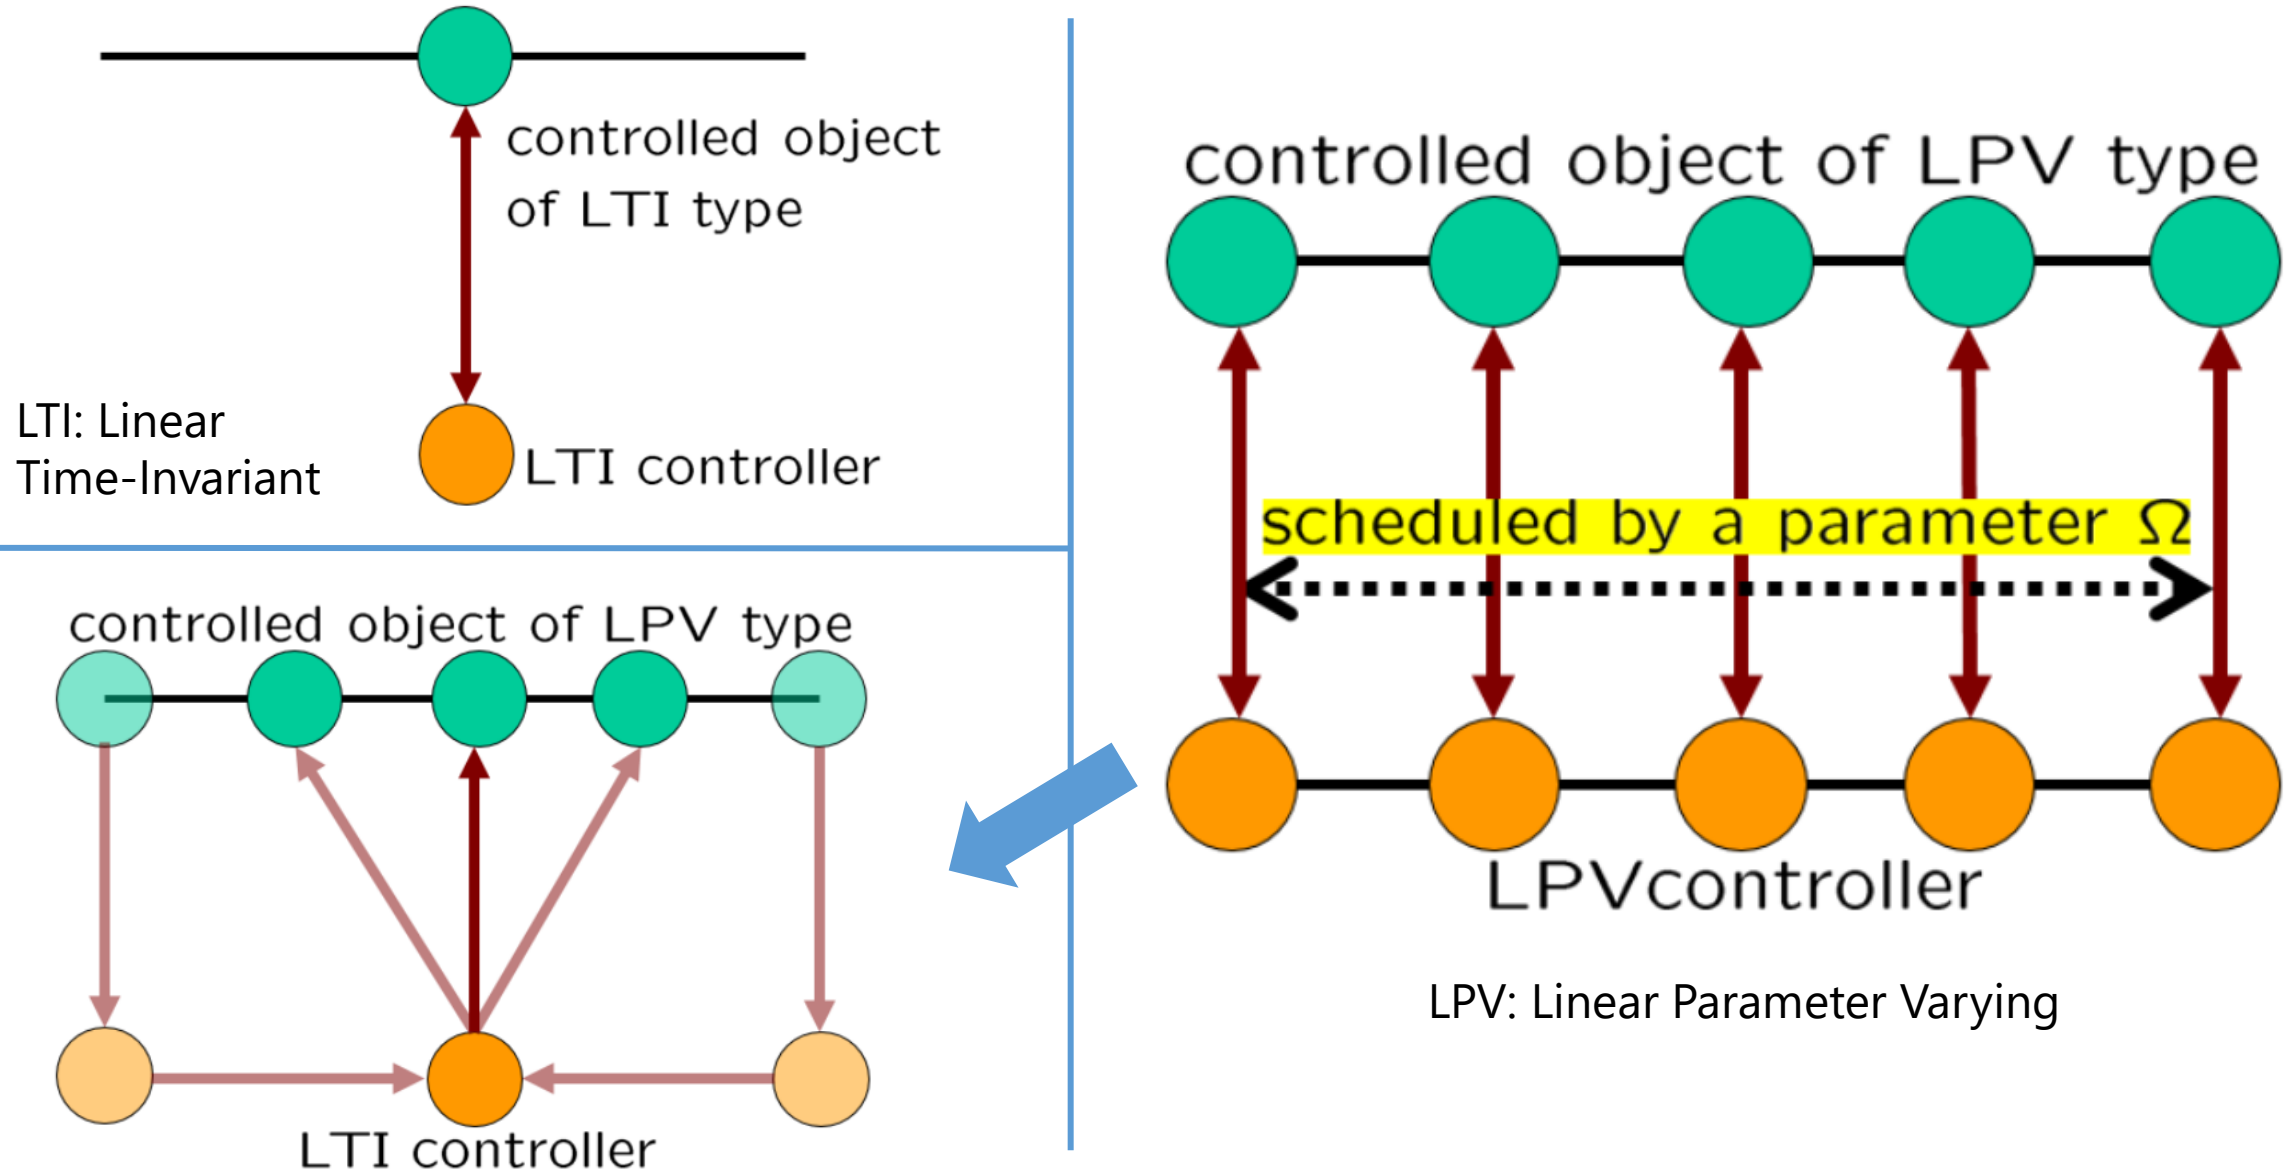 controlled object
of LTI type
LTI: Linear
Time-Invariant
LTI controller
controlled object of LPV type
LTI controller
controlled object of LPV type
scheduled by a parameter Ω
LPVcontroller
LPV: Linear Parameter Varying